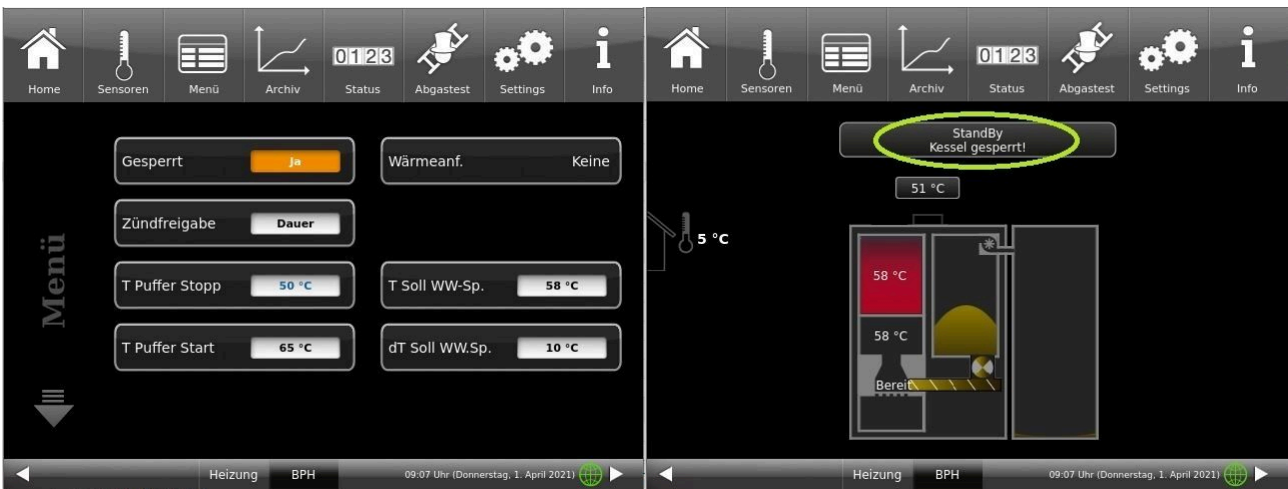 Home Sensoren Menü Archiv Status Abgastest Settings Info
0123
Menü
Gesperrt Ja
Wärmeanf. Keine
Zündfreigabe Dauer
T Puffer Stopp 50 °C
T Soll WW-Sp. 58 °C
T Puffer Start 65 °C
dT Soll WW.Sp. 10 °C
Heizung BPH 09:07 Uhr (Donnerstag, 1. April 2021)
Home Sensoren Menü Archiv Status Abgastest Settings Info
0123
StandBy
Kessel gesperrt!
51 °C
5 °C
58 °C
58 °C
Bereit
Heizung BPH 09:07 Uhr (Donnerstag, 1. April 2021)